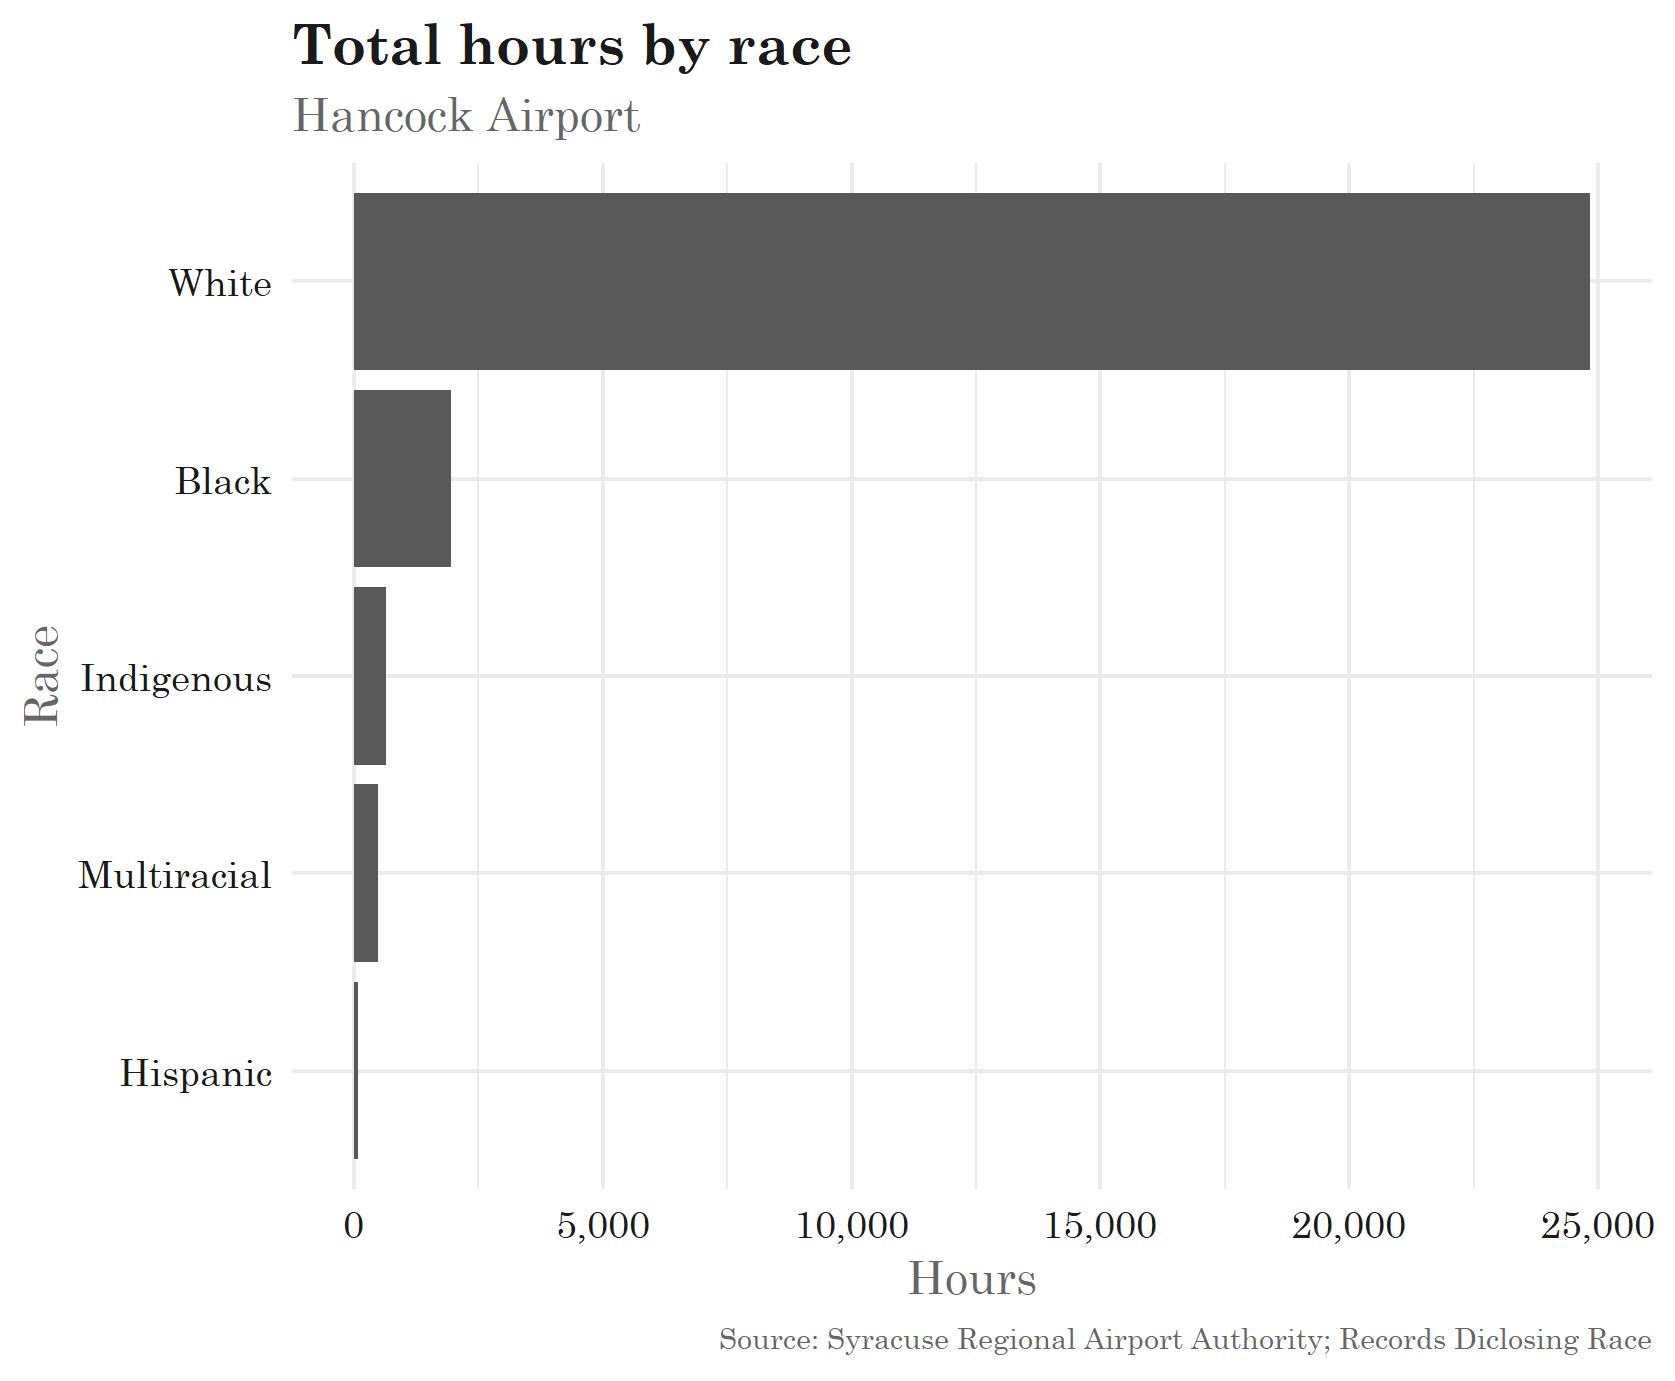 Total hours by race
Hancock Airport
White
Black
Indigenous
Multiracial
Hispanic
Race
0 5,000 10,000 15,000 20,000 25,000
Hours
Source: Syracuse Regional Airport Authority; Records Diclosing Race